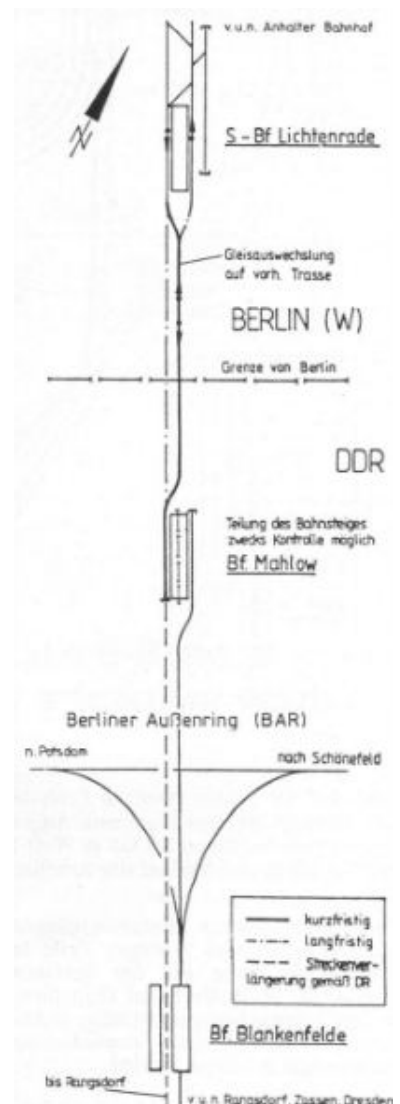 v.u.n. Anhalter Bahnhof
N
S-Bf Lichtenrade
Gleisauswechslung
auf vorh. Trasse
BERLIN (W)
Grenze von Berlin
DDR
Teilung des Bahnsteiges
zwecks Kontrolle möglich
Bf. Mahlow
Berliner Außenring (BAR)
n. Potsdam
nach Schönefeld
kurzfristig
langfristig
Streckenver-
längerung gemäß DR
Bf. Blankenfelde
bis Rangsdorf
v.u.n. Rangsdorf, Zossen, Dresden